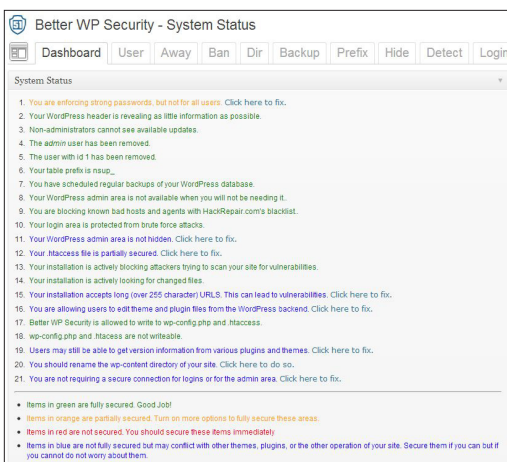 Better WP Security - System Status
Dashboard User Away Ban Dir Backup Prefix Hide Detect Login
System Status
1. You are enforcing strong passwords, but not for all users. Click here to fix.
2. Your WordPress header is revealing as little information as possible.
3. Non-administrators cannot see available updates.
4. The admin user has been removed.
5. The user with id 1 has been removed.
6. Your table prefix is nsup_
7. You have scheduled regular backups of your WordPress database.
8. Your WordPress admin area is not available when you will not be needing it.
9. You are blocking known bad hosts and agents with HackRepair.com's blacklist.
10. Your login area is protected from brute force attacks.
11. Your WordPress admin area is not hidden. Click here to fix.
12. Your .htaccess file is partially secured. Click here to fix.
13. Your installation is actively blocking attackers trying to scan your site for vulnerabilities.
14. Your installation is actively looking for changed files.
15. Your installation accepts long (over 255 character) URLS. This can lead to vulnerabilities. Click here to fix.
16. You are allowing users to edit theme and plugin files from the WordPress backend. Click here to fix.
17. Better WP Security is allowed to write to wp-config.php and .htaccess.
18. wp-config.php and .htacess are not writeable.
19. Users may still be able to get version information from various plugins and themes. Click here to fix.
20. You should rename the wp-content directory of your site. Click here to do so.
21. You are not requiring a secure connection for logins or for the admin area. Click here to fix.
• Items in green are fully secured. Good Job!
• Items in orange are partially secured. Turn on more options to fully secure these areas.
• Items in red are not secured. You should secure these items immediately
• Items in blue are not fully secured but may conflict with other themes, plugins, or the other operation of your site. Secure them if you can but if
you cannot do not worry about them.